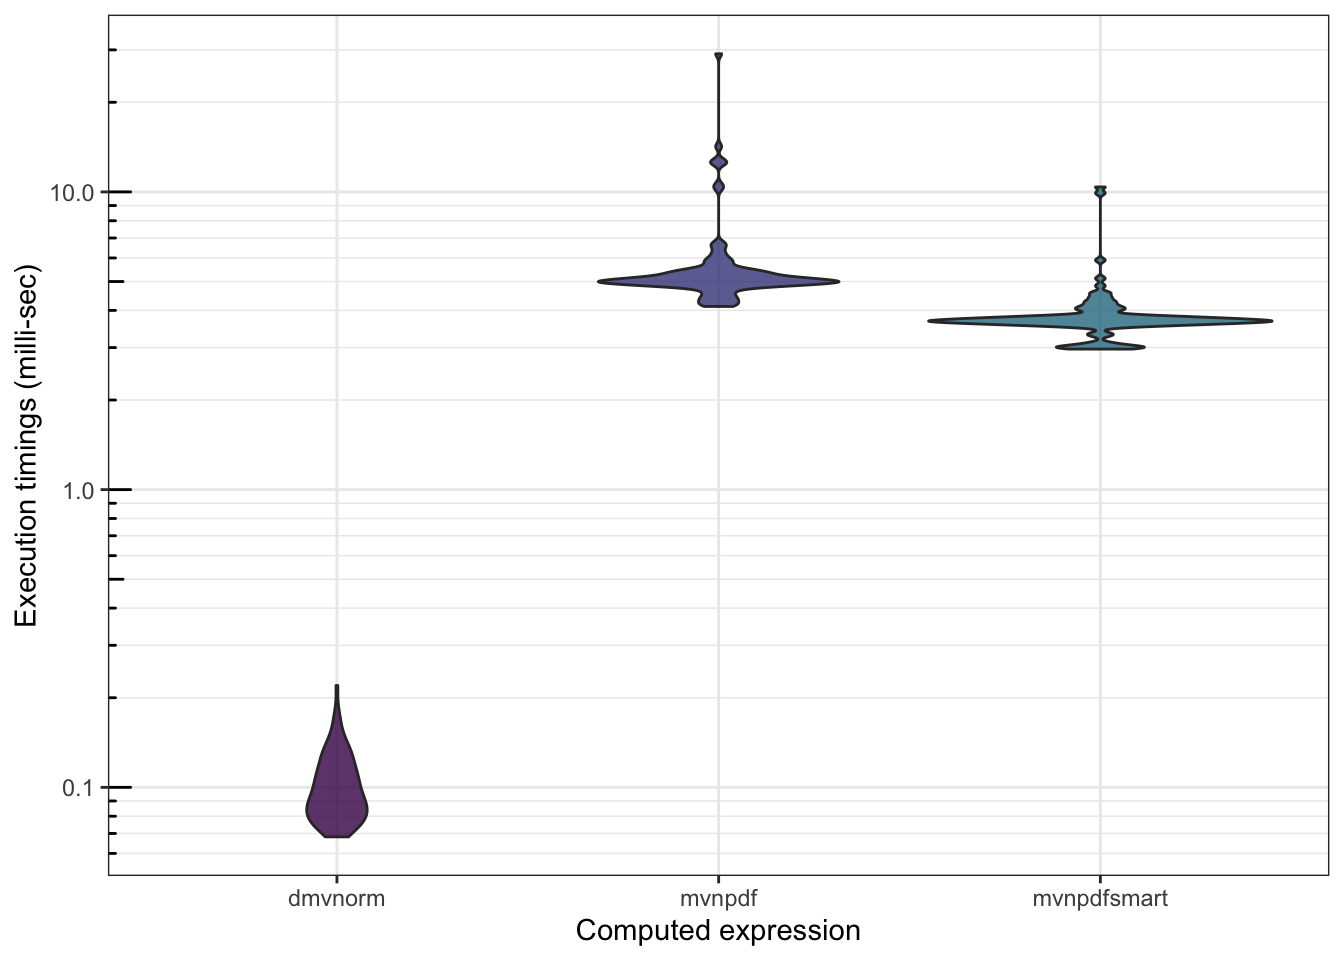 Execution timings (milli-sec)
10.0
1.0
0.1
dmvnorm
mvnpdf
mvnpdfsmart
Computed expression